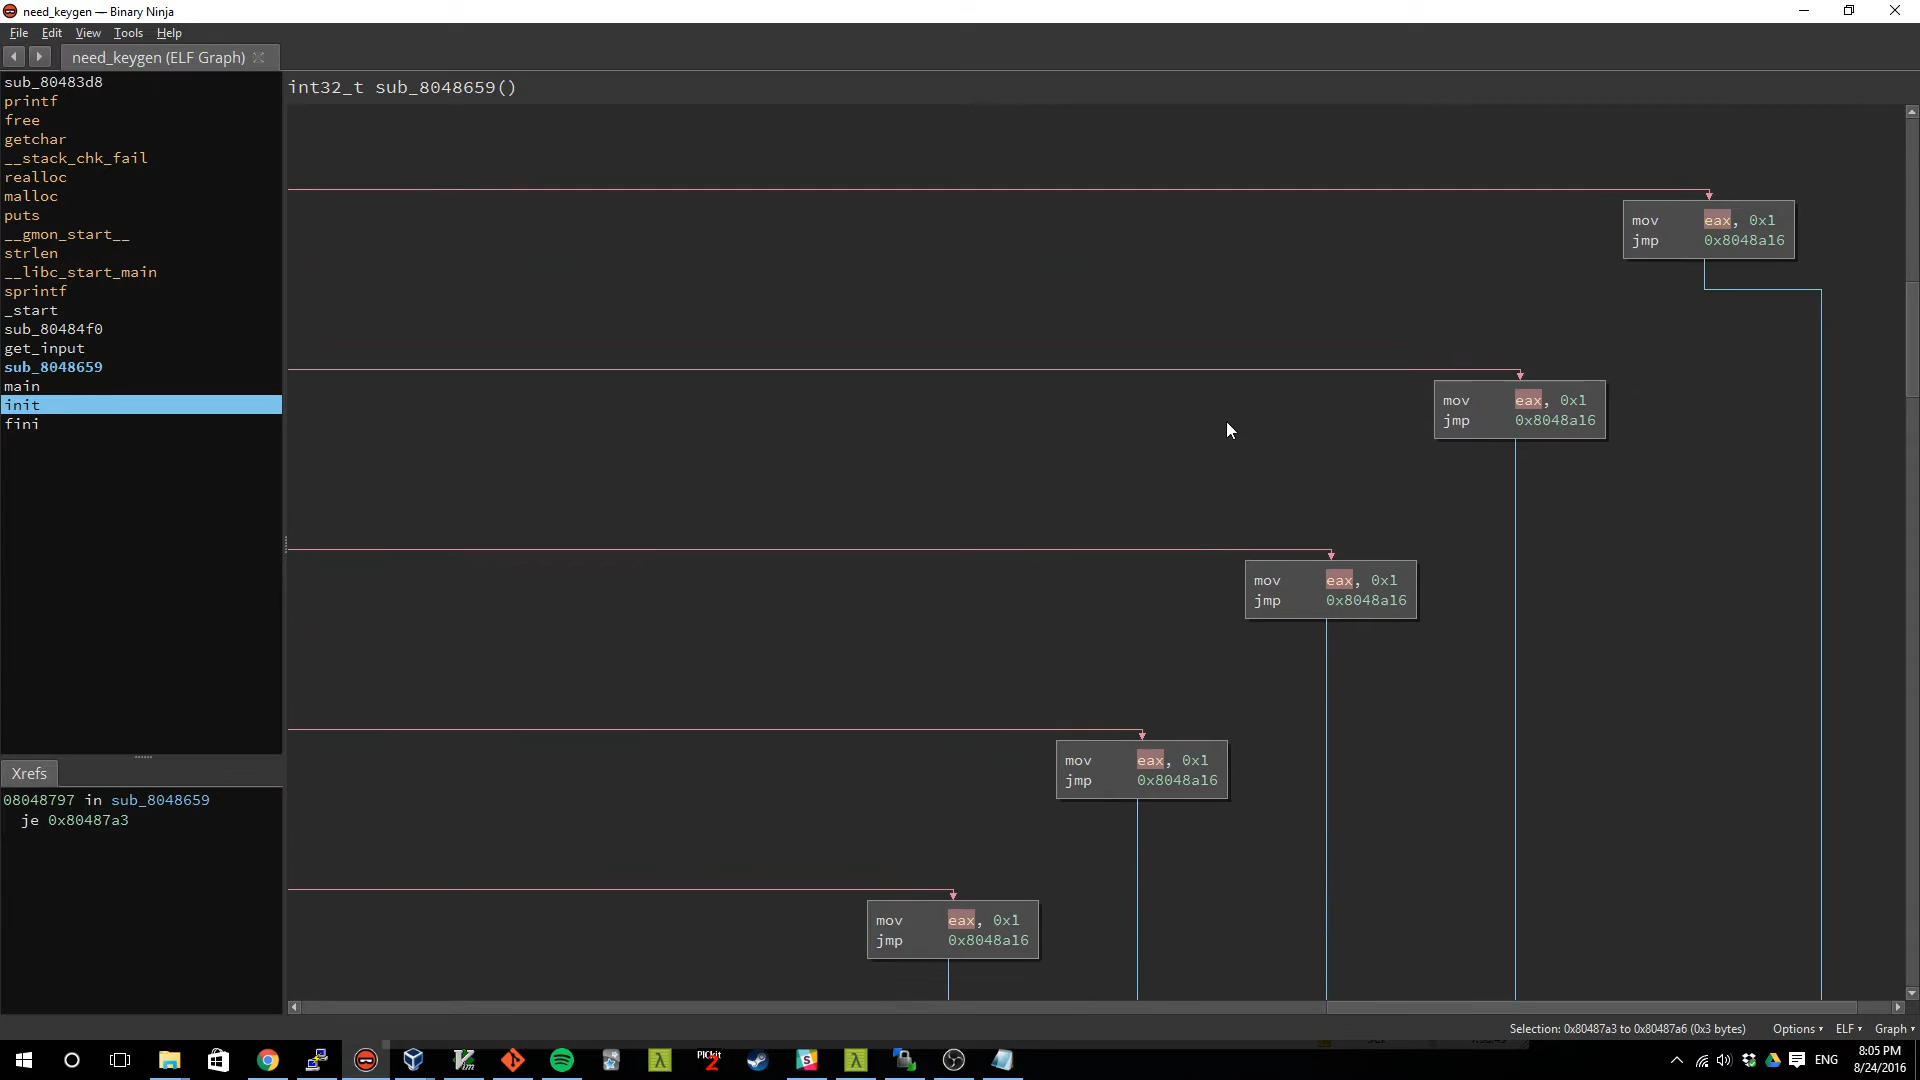 need_keygen — Binary Ninja
File Edit View Tools Help
need_keygen (ELF Graph)
sub_80483d8
printf
free
getchar
__stack_chk_fail
realloc
malloc
puts
__gmon_start__
strlen
__libc_start_main
sprintf
_start
sub_80484f0
get_input
sub_8048659
main
init
fini
Xrefs
08048797 in sub_8048659
je 0x80487a3
int32_t sub_8048659()
mov eax, 0x1
jmp 0x8048a16
mov eax, 0x1
jmp 0x8048a16
mov eax, 0x1
jmp 0x8048a16
mov eax, 0x1
jmp 0x8048a16
mov eax, 0x1
jmp 0x8048a16
Selection: 0x80487a3 to 0x80487a6 (0x3 bytes) Options ELF Graph
PICkit 2
Vim
ENG
8:05 PM
8/24/2016